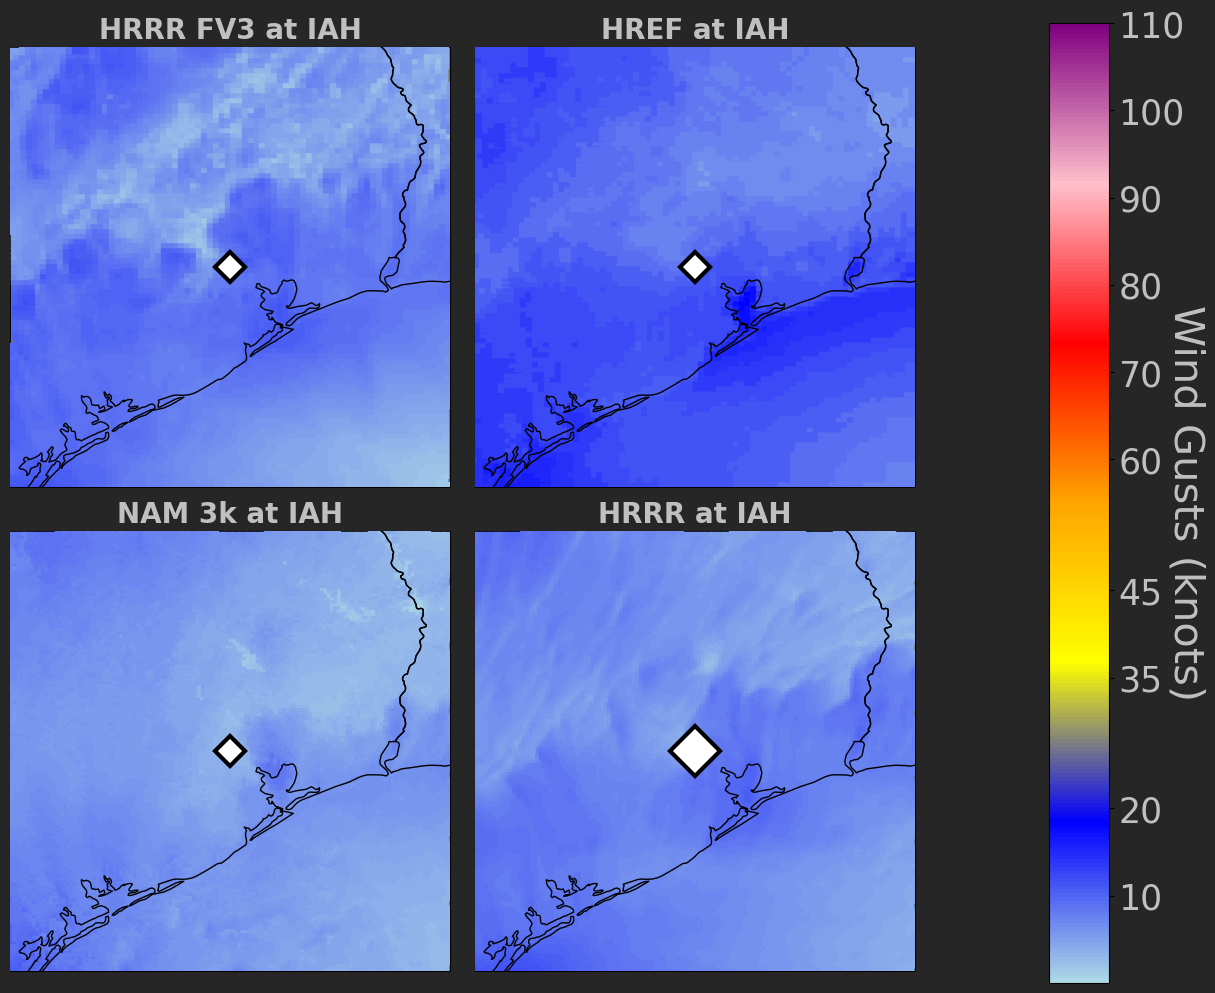 HRRR FV3 at IAH
HREF at IAH
NAM 3k at IAH
HRRR at IAH
110
100
90
80
70
60
45
35
20
10
Wind Gusts (knots)